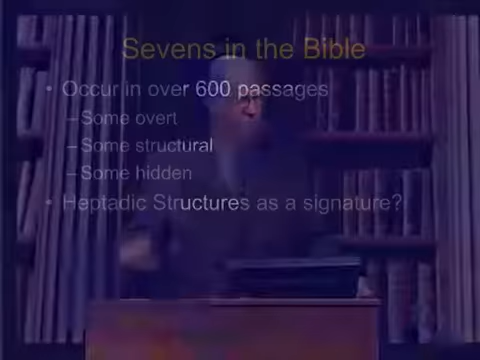 Sevens in the Bible
• Occur in over 600 passages
–Some overt
–Some structural
–Some hidden
• Heptadic Structures as a signature?